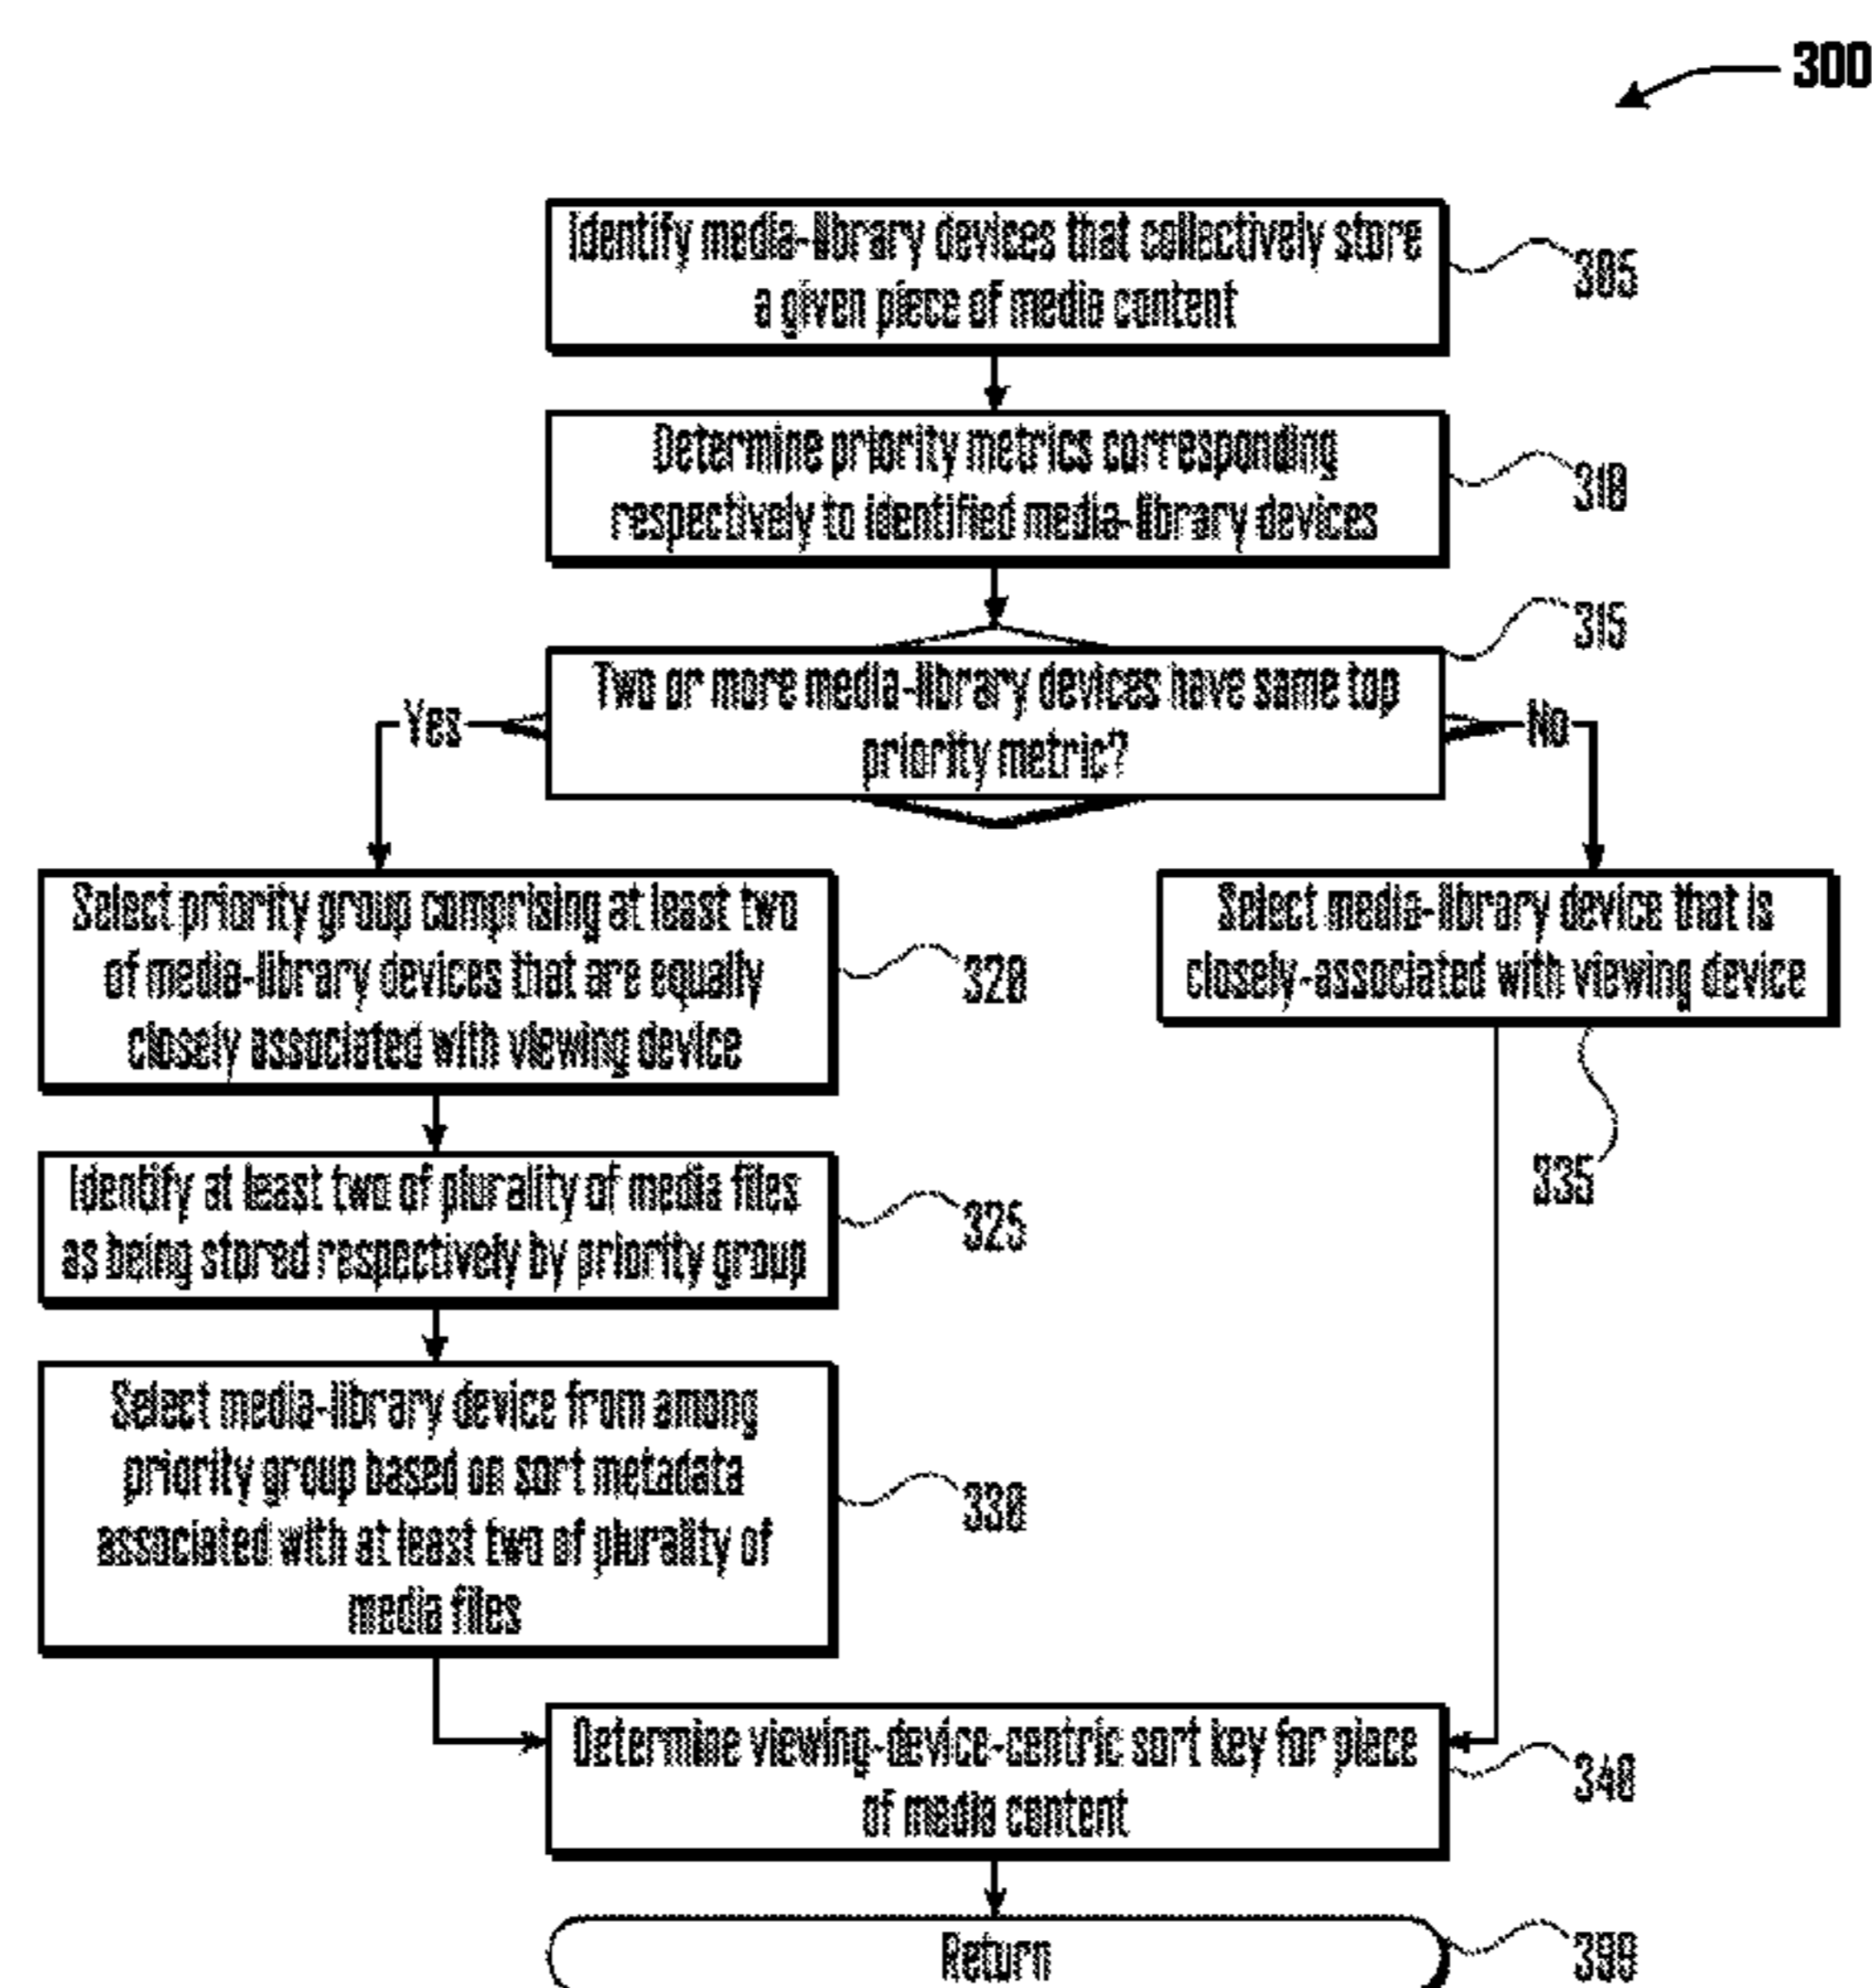 300
Identify media-library devices that collectively store
a given piece of media content
305
Determine priority metrics corresponding
respectively to identified media-library devices
310
315
Two or more media-library devices have same top
priority metric?
Yes
No
Select priority group comprising at least two
of media-library devices that are equally
closely associated with viewing device
320
Select media-library device that is
closely-associated with viewing device
335
Identify at least two of plurality of media files
as being stored respectively by priority group
325
Select media-library device from among
priority group based on sort metadata
associated with at least two of plurality of
media files
330
Determine viewing-device-centric sort key for piece
of media content
340
Return
399